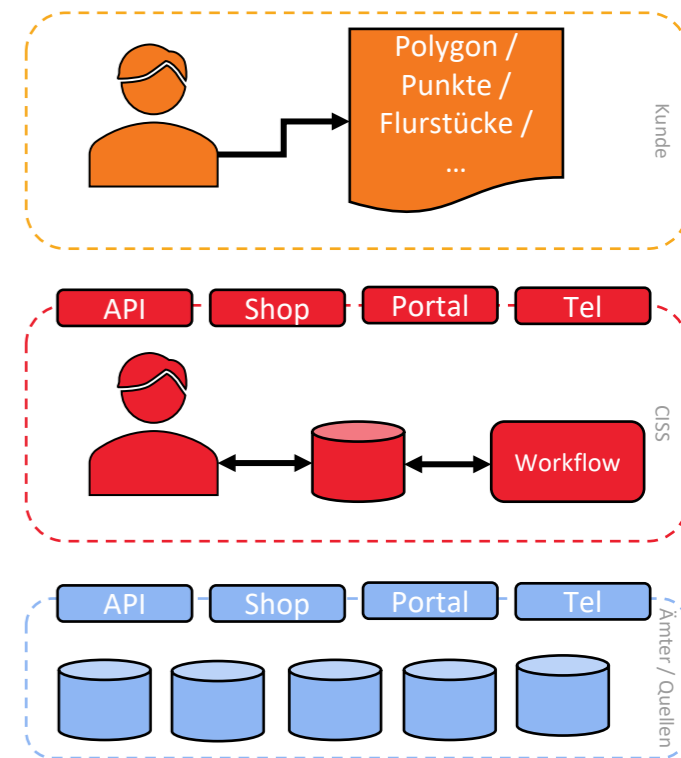 Polygon /
Punkte /
Flurstücke /
...
Kunde
API
Shop
Portal
Tel
CISS
Workflow
API
Shop
Portal
Tel
Ämter / Quellen